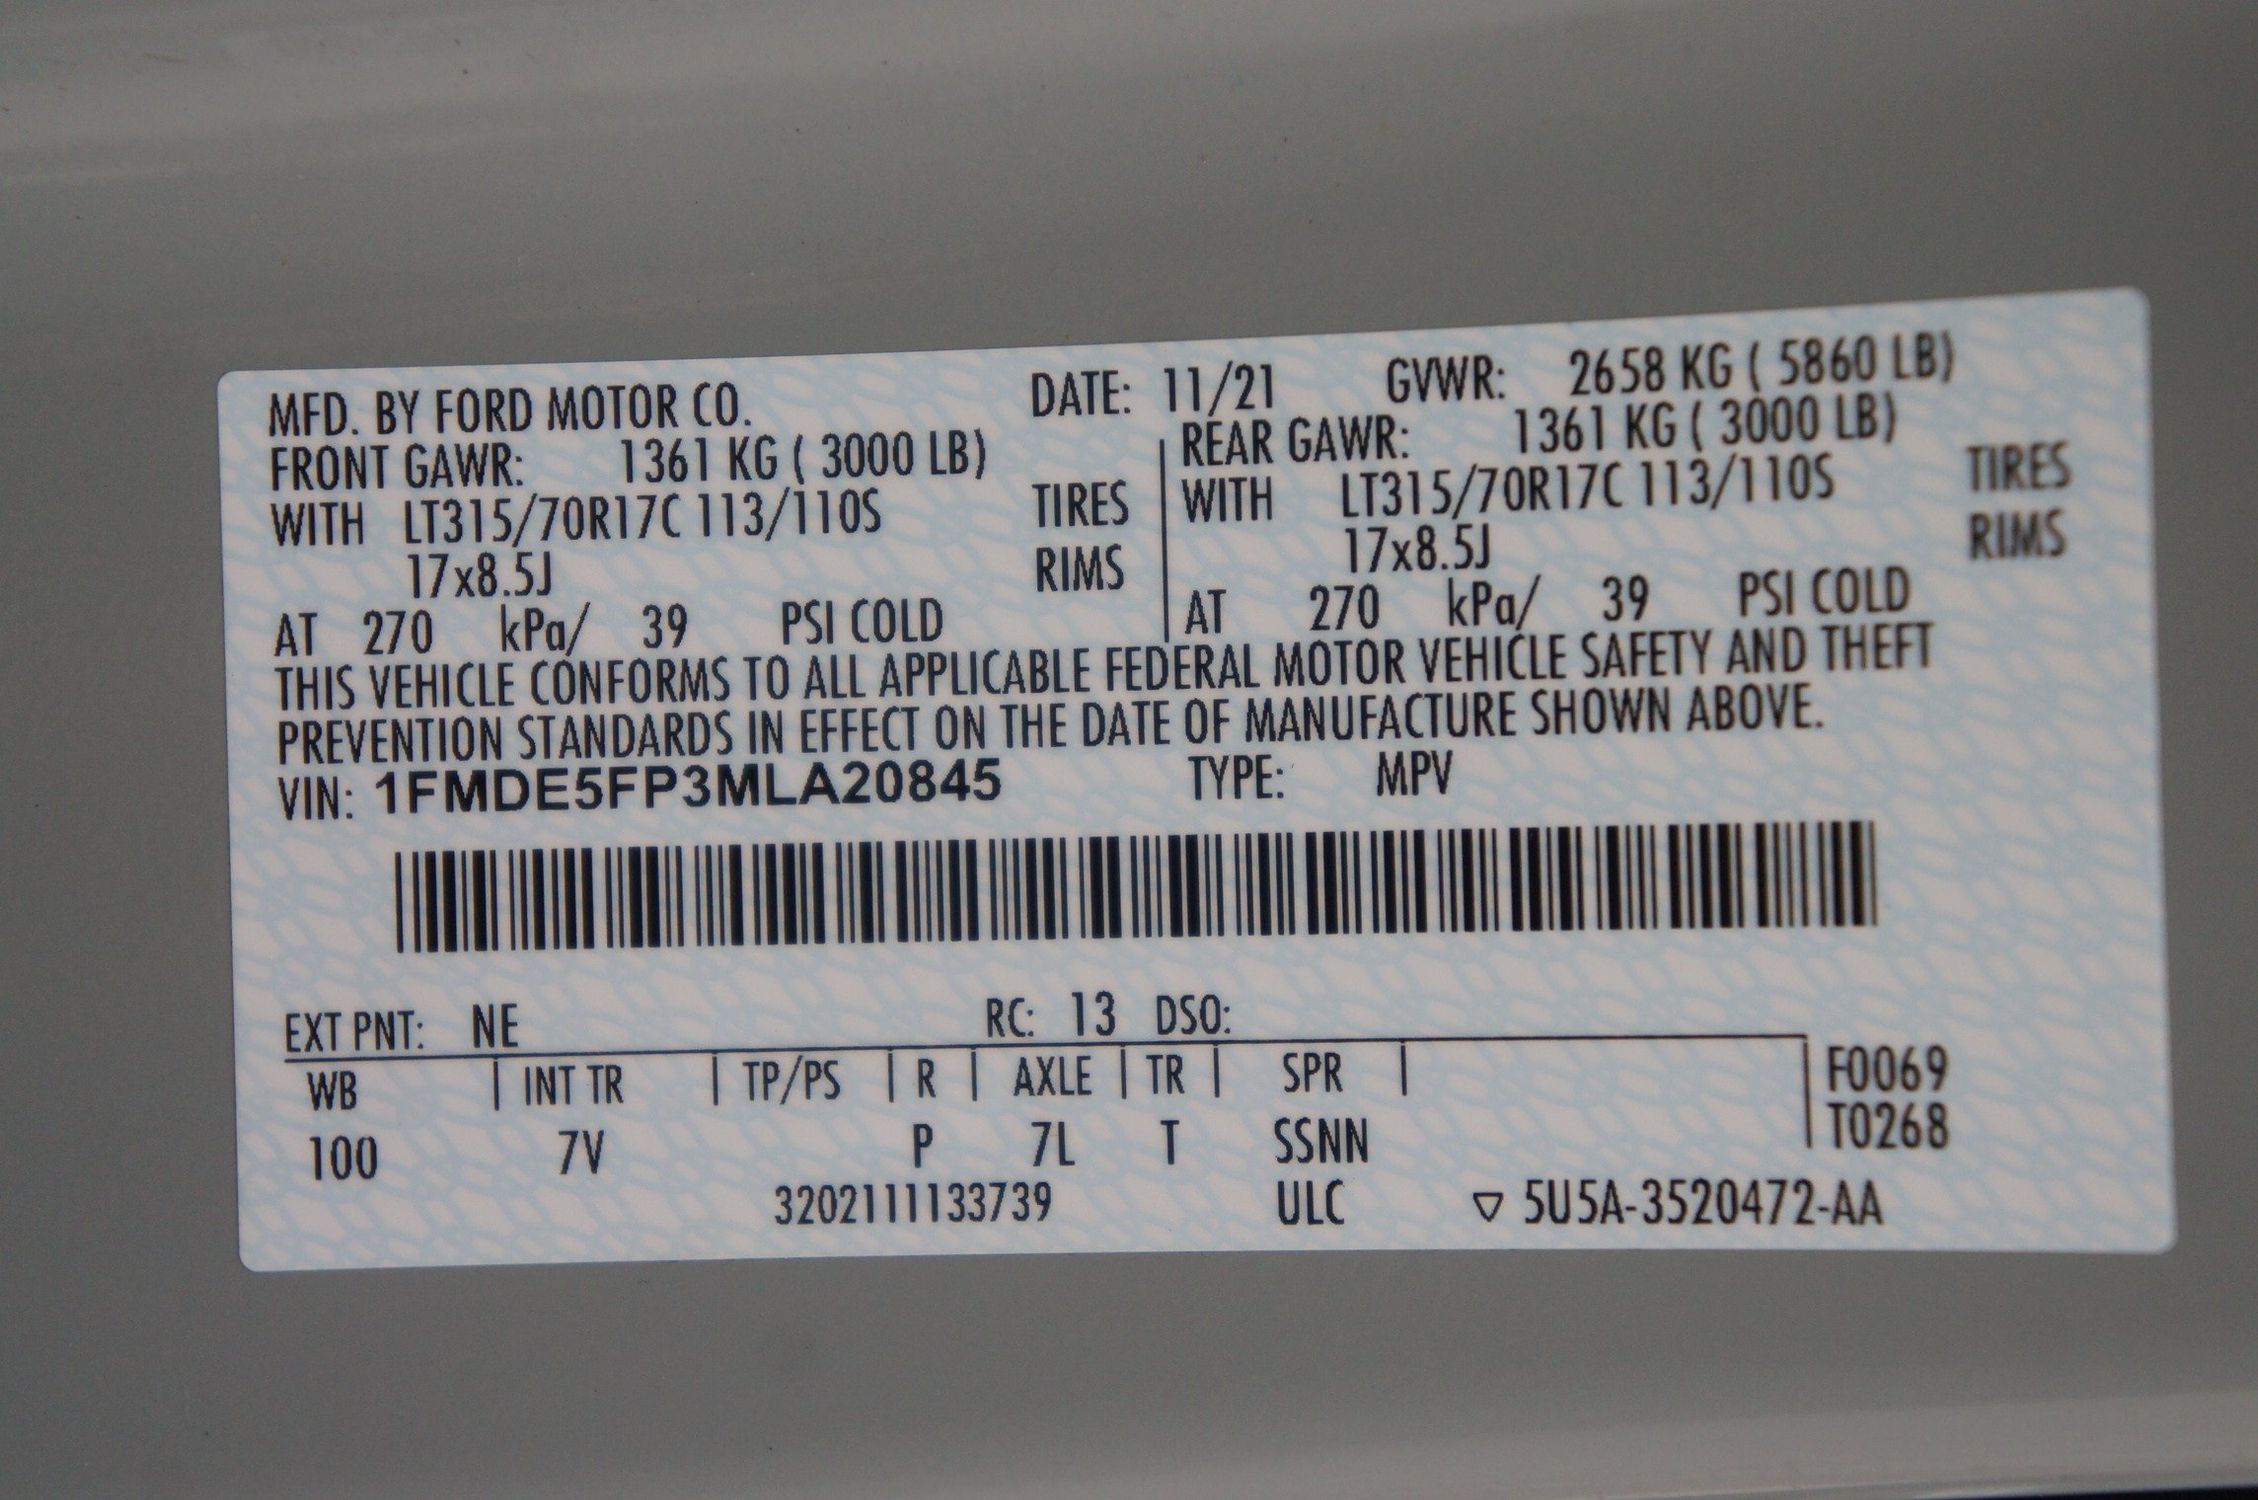 MFD. BY FORD MOTOR CO. DATE: 11/21 GVWR: 2658 KG ( 5860 LB)
FRONT GAWR: 1361 KG ( 3000 LB) REAR GAWR: 1361 KG ( 3000 LB)
WITH LT315/70R17C 113/110S TIRES WITH LT315/70R17C 113/110S TIRES
17x8.5J RIMS 17x8.5J RIMS
AT 270 kPa/ 39 PSI COLD AT 270 kPa/ 39 PSI COLD
THIS VEHICLE CONFORMS TO ALL APPLICABLE FEDERAL MOTOR VEHICLE SAFETY AND THEFT
PREVENTION STANDARDS IN EFFECT ON THE DATE OF MANUFACTURE SHOWN ABOVE.
VIN: 1FMDE5FP3MLA20845 TYPE: MPV
EXT PNT: NE RC: 13 DSO:
WB INT TR TP/PS R AXLE TR SPR F0069
100 7V P 7L T SSNN T0268
3202111133739 ULC ▽ 5U5A-3520472-AA